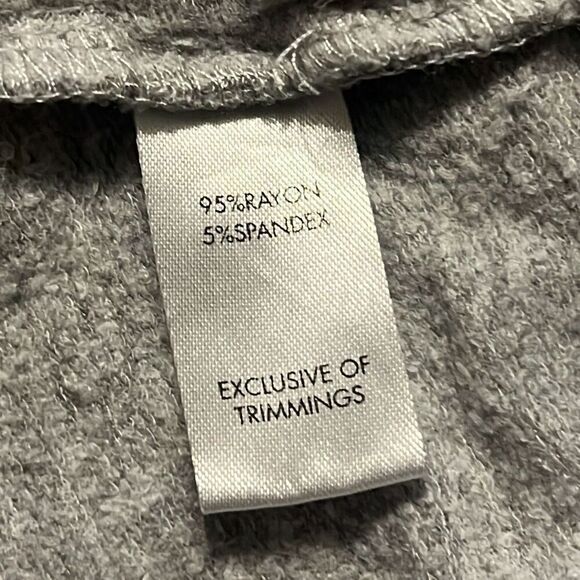 95%RAYON
5%SPANDEX
EXCLUSIVE OF
TRIMMINGS